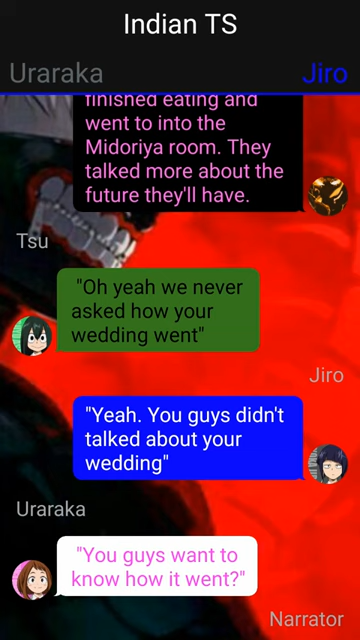 Indian TS
Uraraka
Jiro
finished eating and
went to into the
Midoriya room. They
talked more about the
future they'll have.
Tsu
"Oh yeah we never
asked how your
wedding went"
Jiro
"Yeah. You guys didn't
talked about your
wedding"
Uraraka
"You guys want to
know how it went?"
Narrator